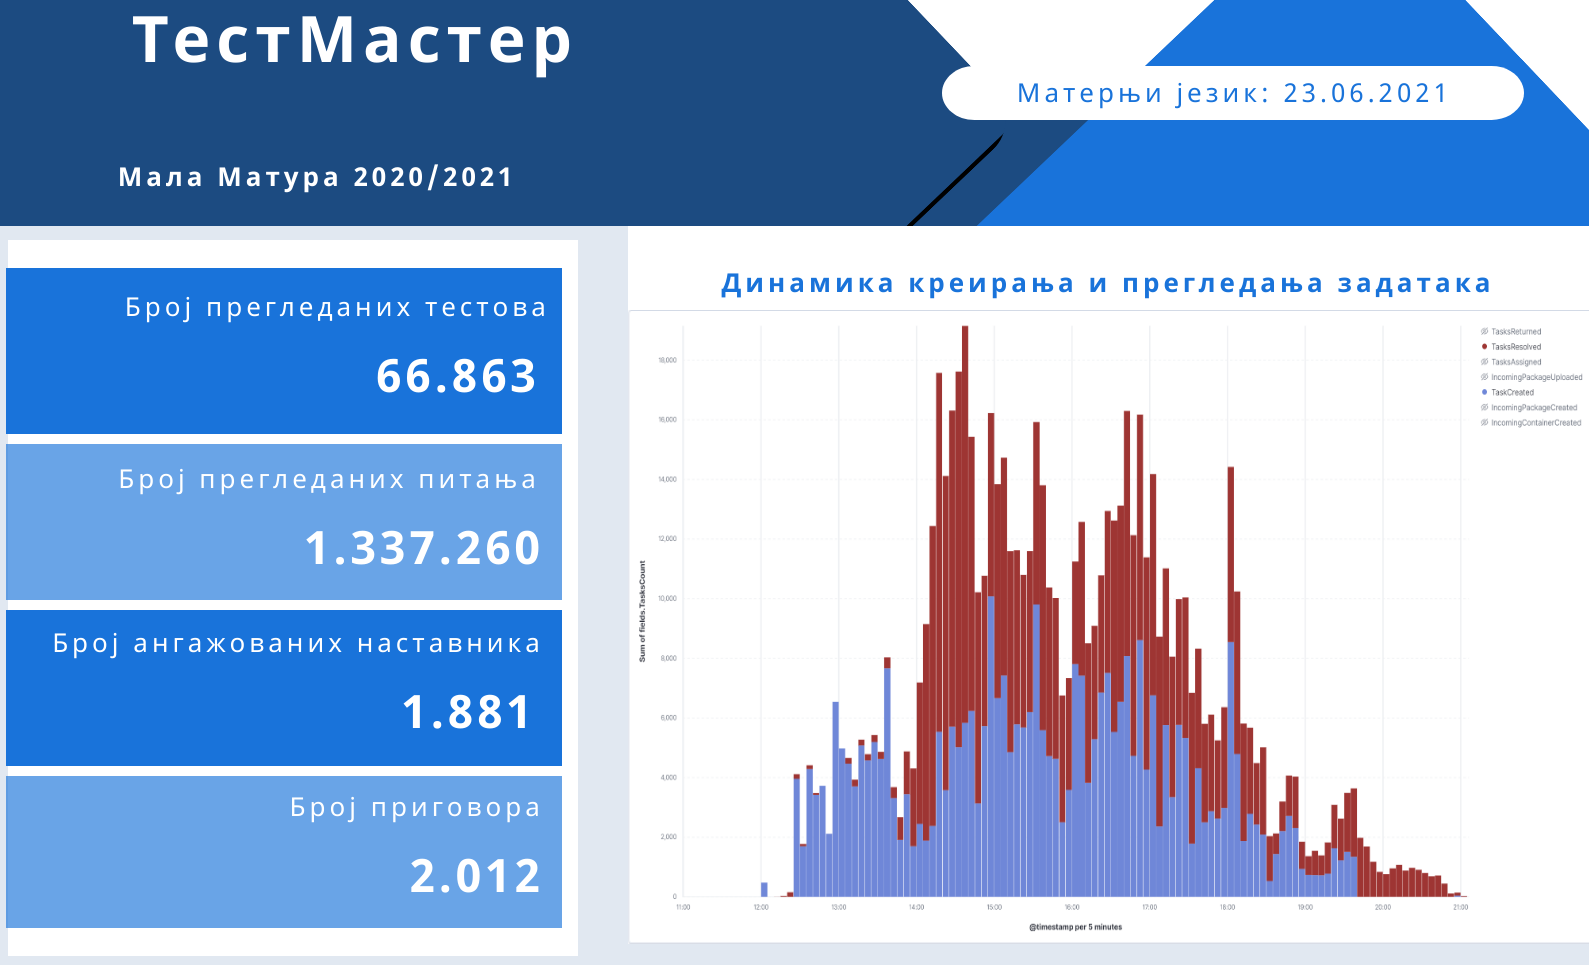 ТестМастер
Мала Матура 2020/2021
Матерњи језик: 23.06.2021
Број прегледаних тестова
66.863
Број прегледаних питања
1.337.260
Број ангажованих наставника
1.881
Број приговора
2.012
Динамика креирања и прегледања задатака
TasksReturned
TasksResolved
TasksAssigned
IncomingPackageUploaded
TaskCreated
IncomingPackageCreated
IncomingContainerCreated
Sum of fields.TasksCount
18,000
16,000
14,000
12,000
10,000
8,000
6,000
4,000
2,000
0
11:00 12:00 13:00 14:00 15:00 16:00 17:00 18:00 19:00 20:00 21:00
@timestamp per 5 minutes